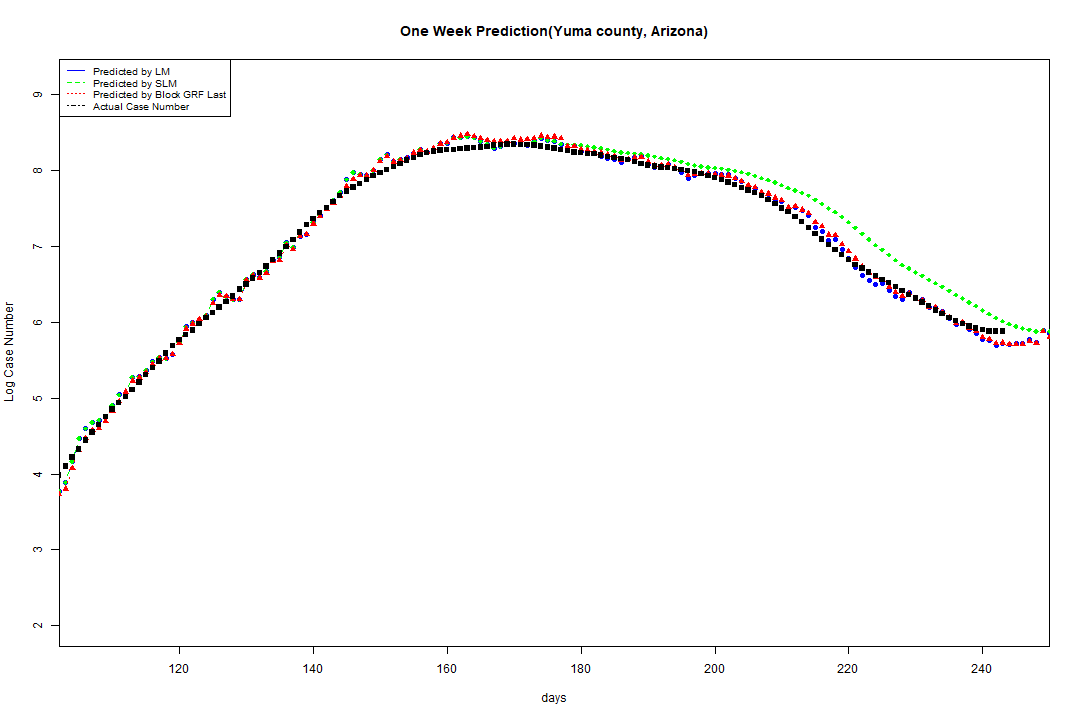 One Week Prediction(Yuma county, Arizona)
Predicted by LM
Predicted by SLM
Predicted by Block GRF Last
Actual Case Number
9
8
7
6
5
4
3
2
Log Case Number
120 140 160 180 200 220 240
days